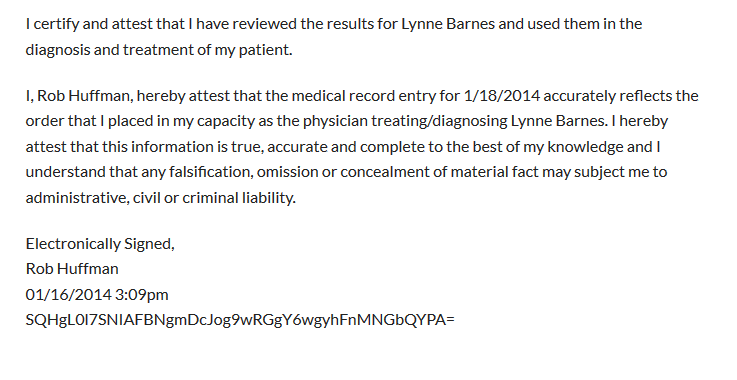 I certify and attest that I have reviewed the results for Lynne Barnes and used them in the
diagnosis and treatment of my patient.
I, Rob Huffman, hereby attest that the medical record entry for 1/18/2014 accurately reflects the
order that I placed in my capacity as the physician treating/diagnosing Lynne Barnes. I hereby
attest that this information is true, accurate and complete to the best of my knowledge and I
understand that any falsification, omission or concealment of material fact may subject me to
administrative, civil or criminal liability.
Electronically Signed,
Rob Huffman
01/16/2014 3:09pm
SQHgL0I7SNIAFBNgmDcJog9wRGgY6wgyhFnMNGbQYPA=